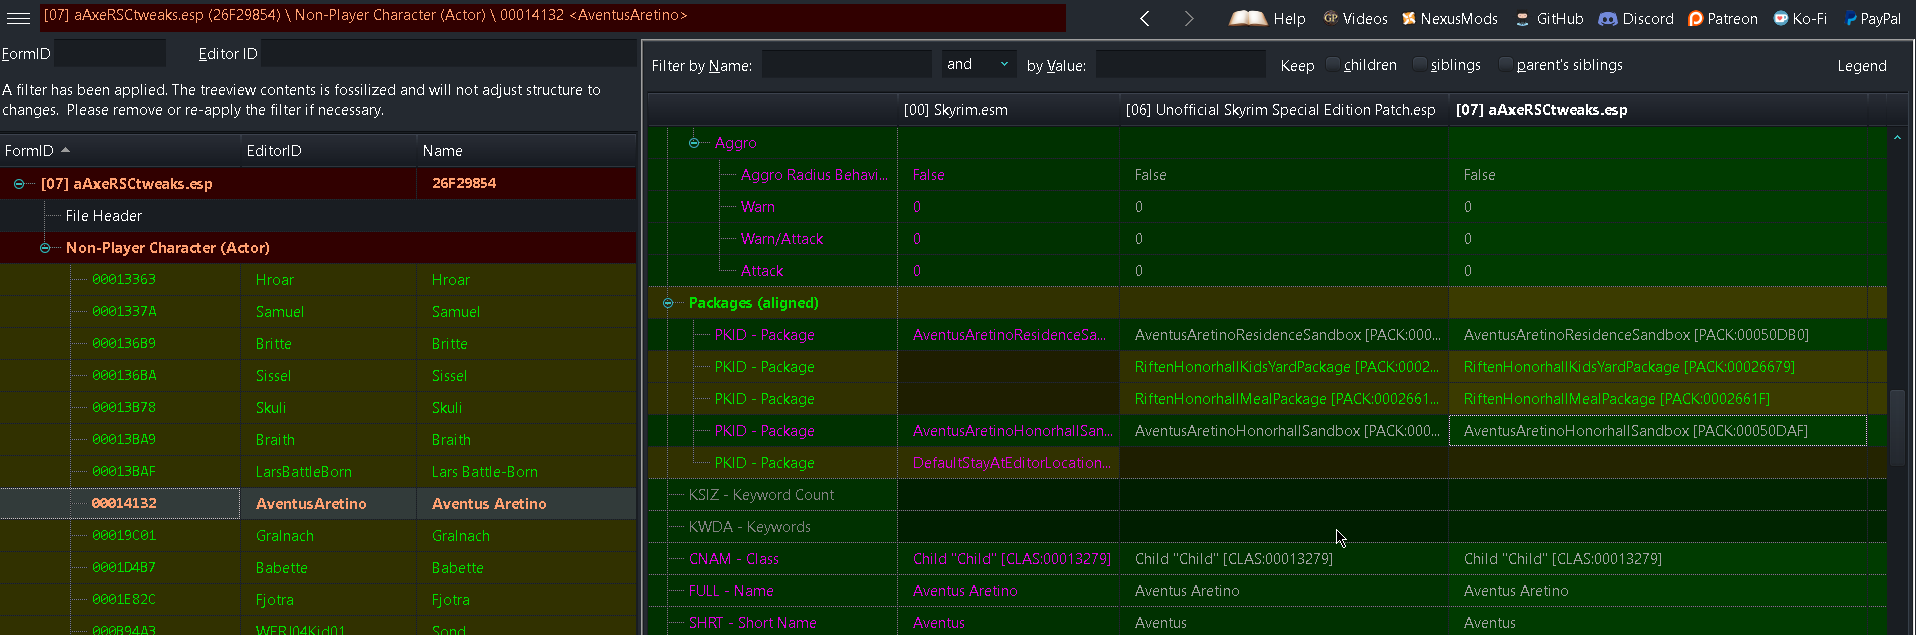 [07] aAxeRSCtweaks.esp (26F29854) \ Non-Player Character (Actor) \ 00014132 <AventusAretino>
Help GP Videos NexusMods GitHub Discord Patreon Ko-Fi PayPal
FormID Editor ID
A filter has been applied. The treeview contents is fossilized and will not adjust structure to
changes. Please remove or re-apply the filter if necessary.
FormID EditorID Name
[07] aAxeRSCtweaks.esp 26F29854
File Header
Non-Player Character (Actor)
00013363 Hroar Hroar
0001337A Samuel Samuel
000136B9 Britte Britte
000136BA Sissel Sissel
00013B78 Skuli Skuli
00013BA9 Braith Braith
00013BAF LarsBattleBorn Lars Battle-Born
00014132 AventusAretino Aventus Aretino
00019C01 Gralnach Gralnach
0001D4B7 Babette Babette
0001E82C Fjotra Fjotra
000B94A3 WERJ04Kid01 Sond
Filter by Name: and by Value: Keep children siblings parent's siblings Legend
[00] Skyrim.esm [06] Unofficial Skyrim Special Edition Patch.esp [07] aAxeRSCtweaks.esp
Aggro
Aggro Radius Behavi... False False False
Warn 0 0 0
Warn/Attack 0 0 0
Attack 0 0 0
Packages (aligned)
PKID - Package AventusAretinoResidenceSa... AventusAretinoResidenceSandbox [PACK:000... AventusAretinoResidenceSandbox [PACK:00050DB0]
PKID - Package RiftenHonorhallKidsYardPackage [PACK:0002... RiftenHonorhallKidsYardPackage [PACK:00026679]
PKID - Package RiftenHonorhallMealPackage [PACK:0002661... RiftenHonorhallMealPackage [PACK:0002661F]
PKID - Package AventusAretinoHonorhallSan... AventusAretinoHonorhallSandbox [PACK:000... AventusAretinoHonorhallSandbox [PACK:00050DAF]
PKID - Package DefaultStayAtEditorLocation...
KSIZ - Keyword Count
KWDA - Keywords
CNAM - Class Child "Child" [CLAS:00013279] Child "Child" [CLAS:00013279] Child "Child" [CLAS:00013279]
FULL - Name Aventus Aretino Aventus Aretino Aventus Aretino
SHRT - Short Name Aventus Aventus Aventus